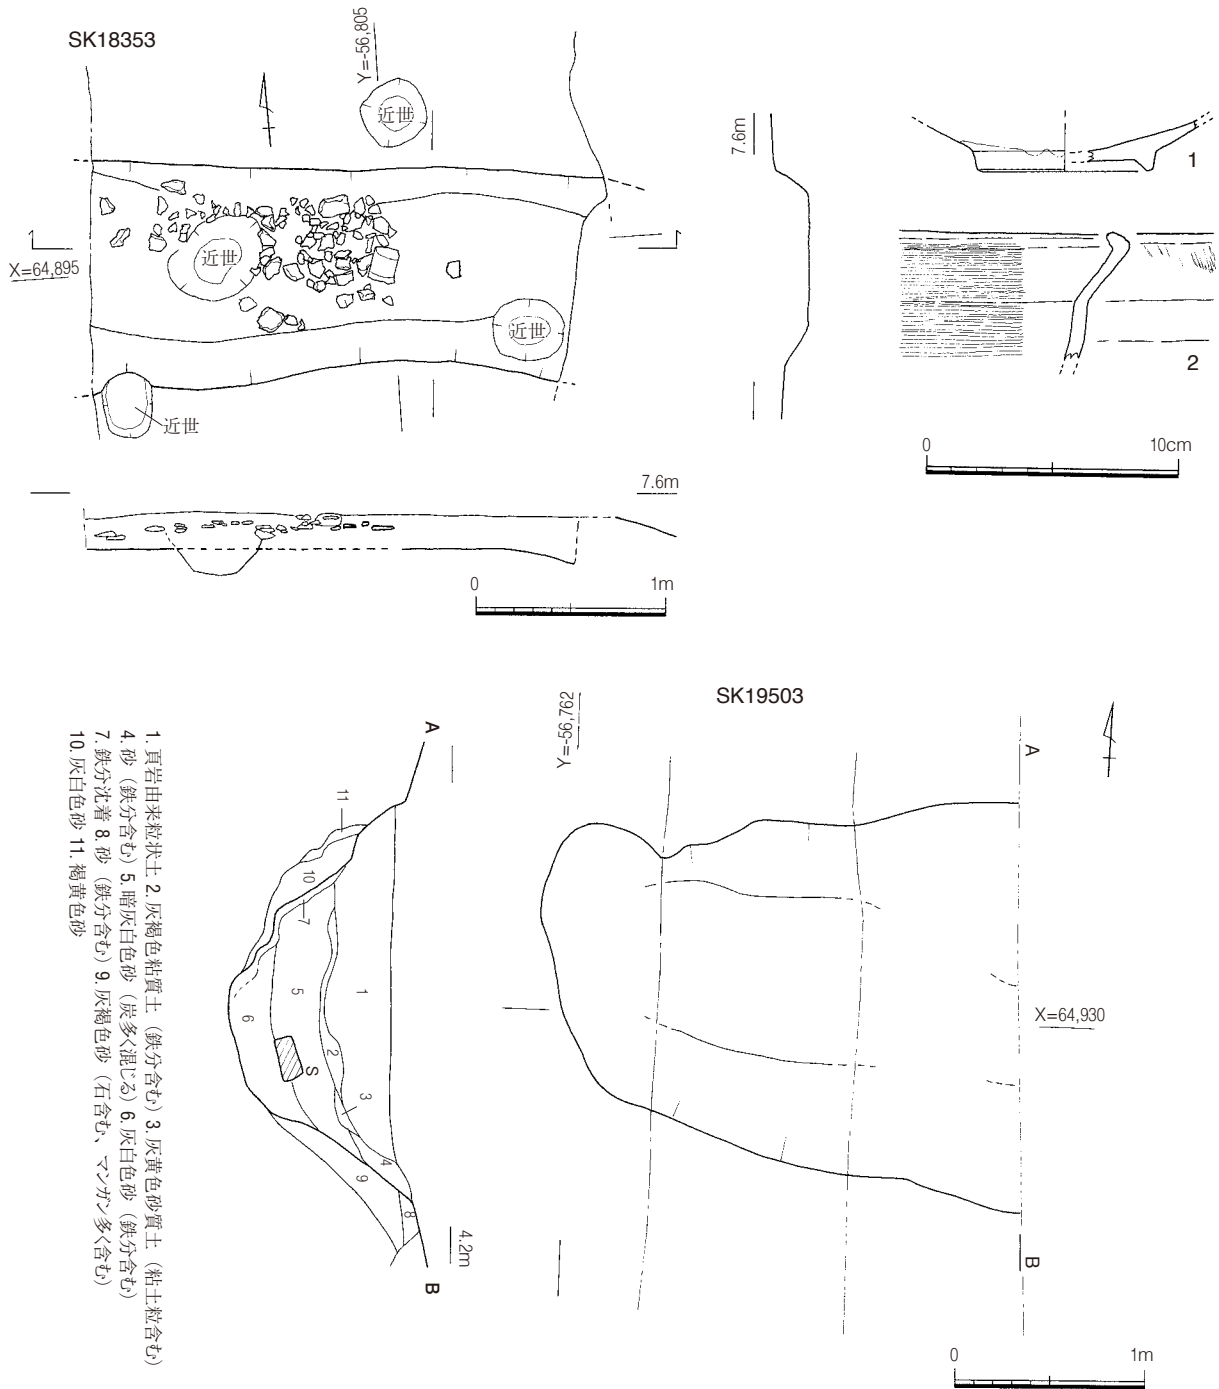 SK18353
Y=-56,805
近世
7.6m
1
X=64,895
近世
近世
2
近世
0 10cm
7.6m
0 1m
SK19503
Y=-56,762
A
A
11
10
7
1
5
6
2
S
3
X=64,930
4
9
8
4.2m
B
B
1. 頁岩由来粒状土 2. 灰褐色粘質土（鉄分含む）3. 灰黄色砂質土（粘土粒含む）
4. 砂（鉄分含む）5. 暗灰白色砂（炭多く混じる）6. 灰白色砂（鉄分含む）
7. 鉄分沈着 8. 砂（鉄分含む）9. 灰褐色砂（石含む、マンガン多く含む）
10. 灰白色砂 11. 褐黄色砂
0 1m